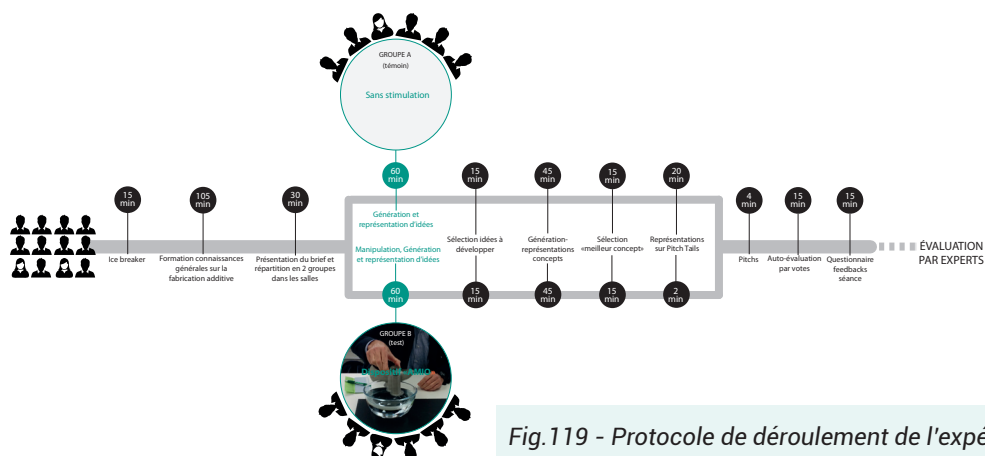 GROUPE A
(témoin)
Sans stimulation
60
min
15
min
45
min
15
min
20
min
15
min
105
min
30
min
4
min
15
min
15
min
Génération et
représentation d'idées
Manipulation, Génération
et représentation d'idées
Sélection idées à
développer
Génération-
représentations
concepts
Sélection
«meilleur concept»
Représentations
sur Pitch Tails
Ice breaker
Formation connaissances
générales sur la
fabrication additive
Présentation du brief et
répartition en 2 groupes
dans les salles
Pitchs
Auto-évaluation
par votes
Questionnaire
feedbacks
séance
ÉVALUATION
PAR EXPERTS
60
min
15
min
45
min
15
min
2
min
GROUPE B
(test)
Fig.119 - Protocole de déroulement de l'expé